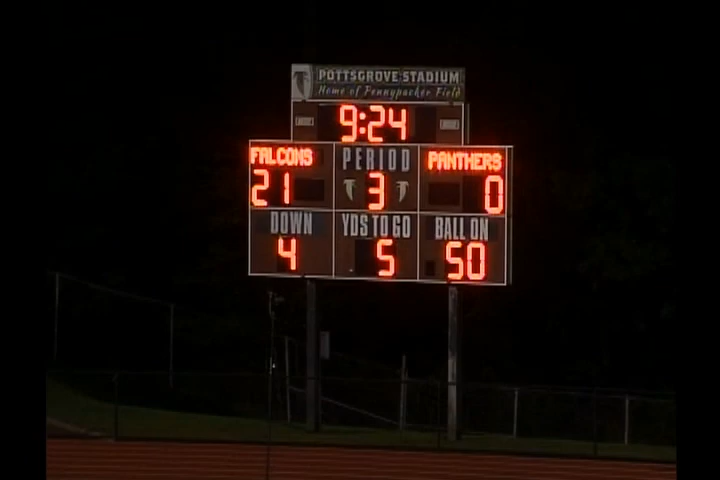 POTTSGROVE STADIUM
Home of Pennypacker Field
9:24
FALCONS PERIOD PANTHERS
21 3 0
DOWN YDS TO GO BALL ON
4 5 50